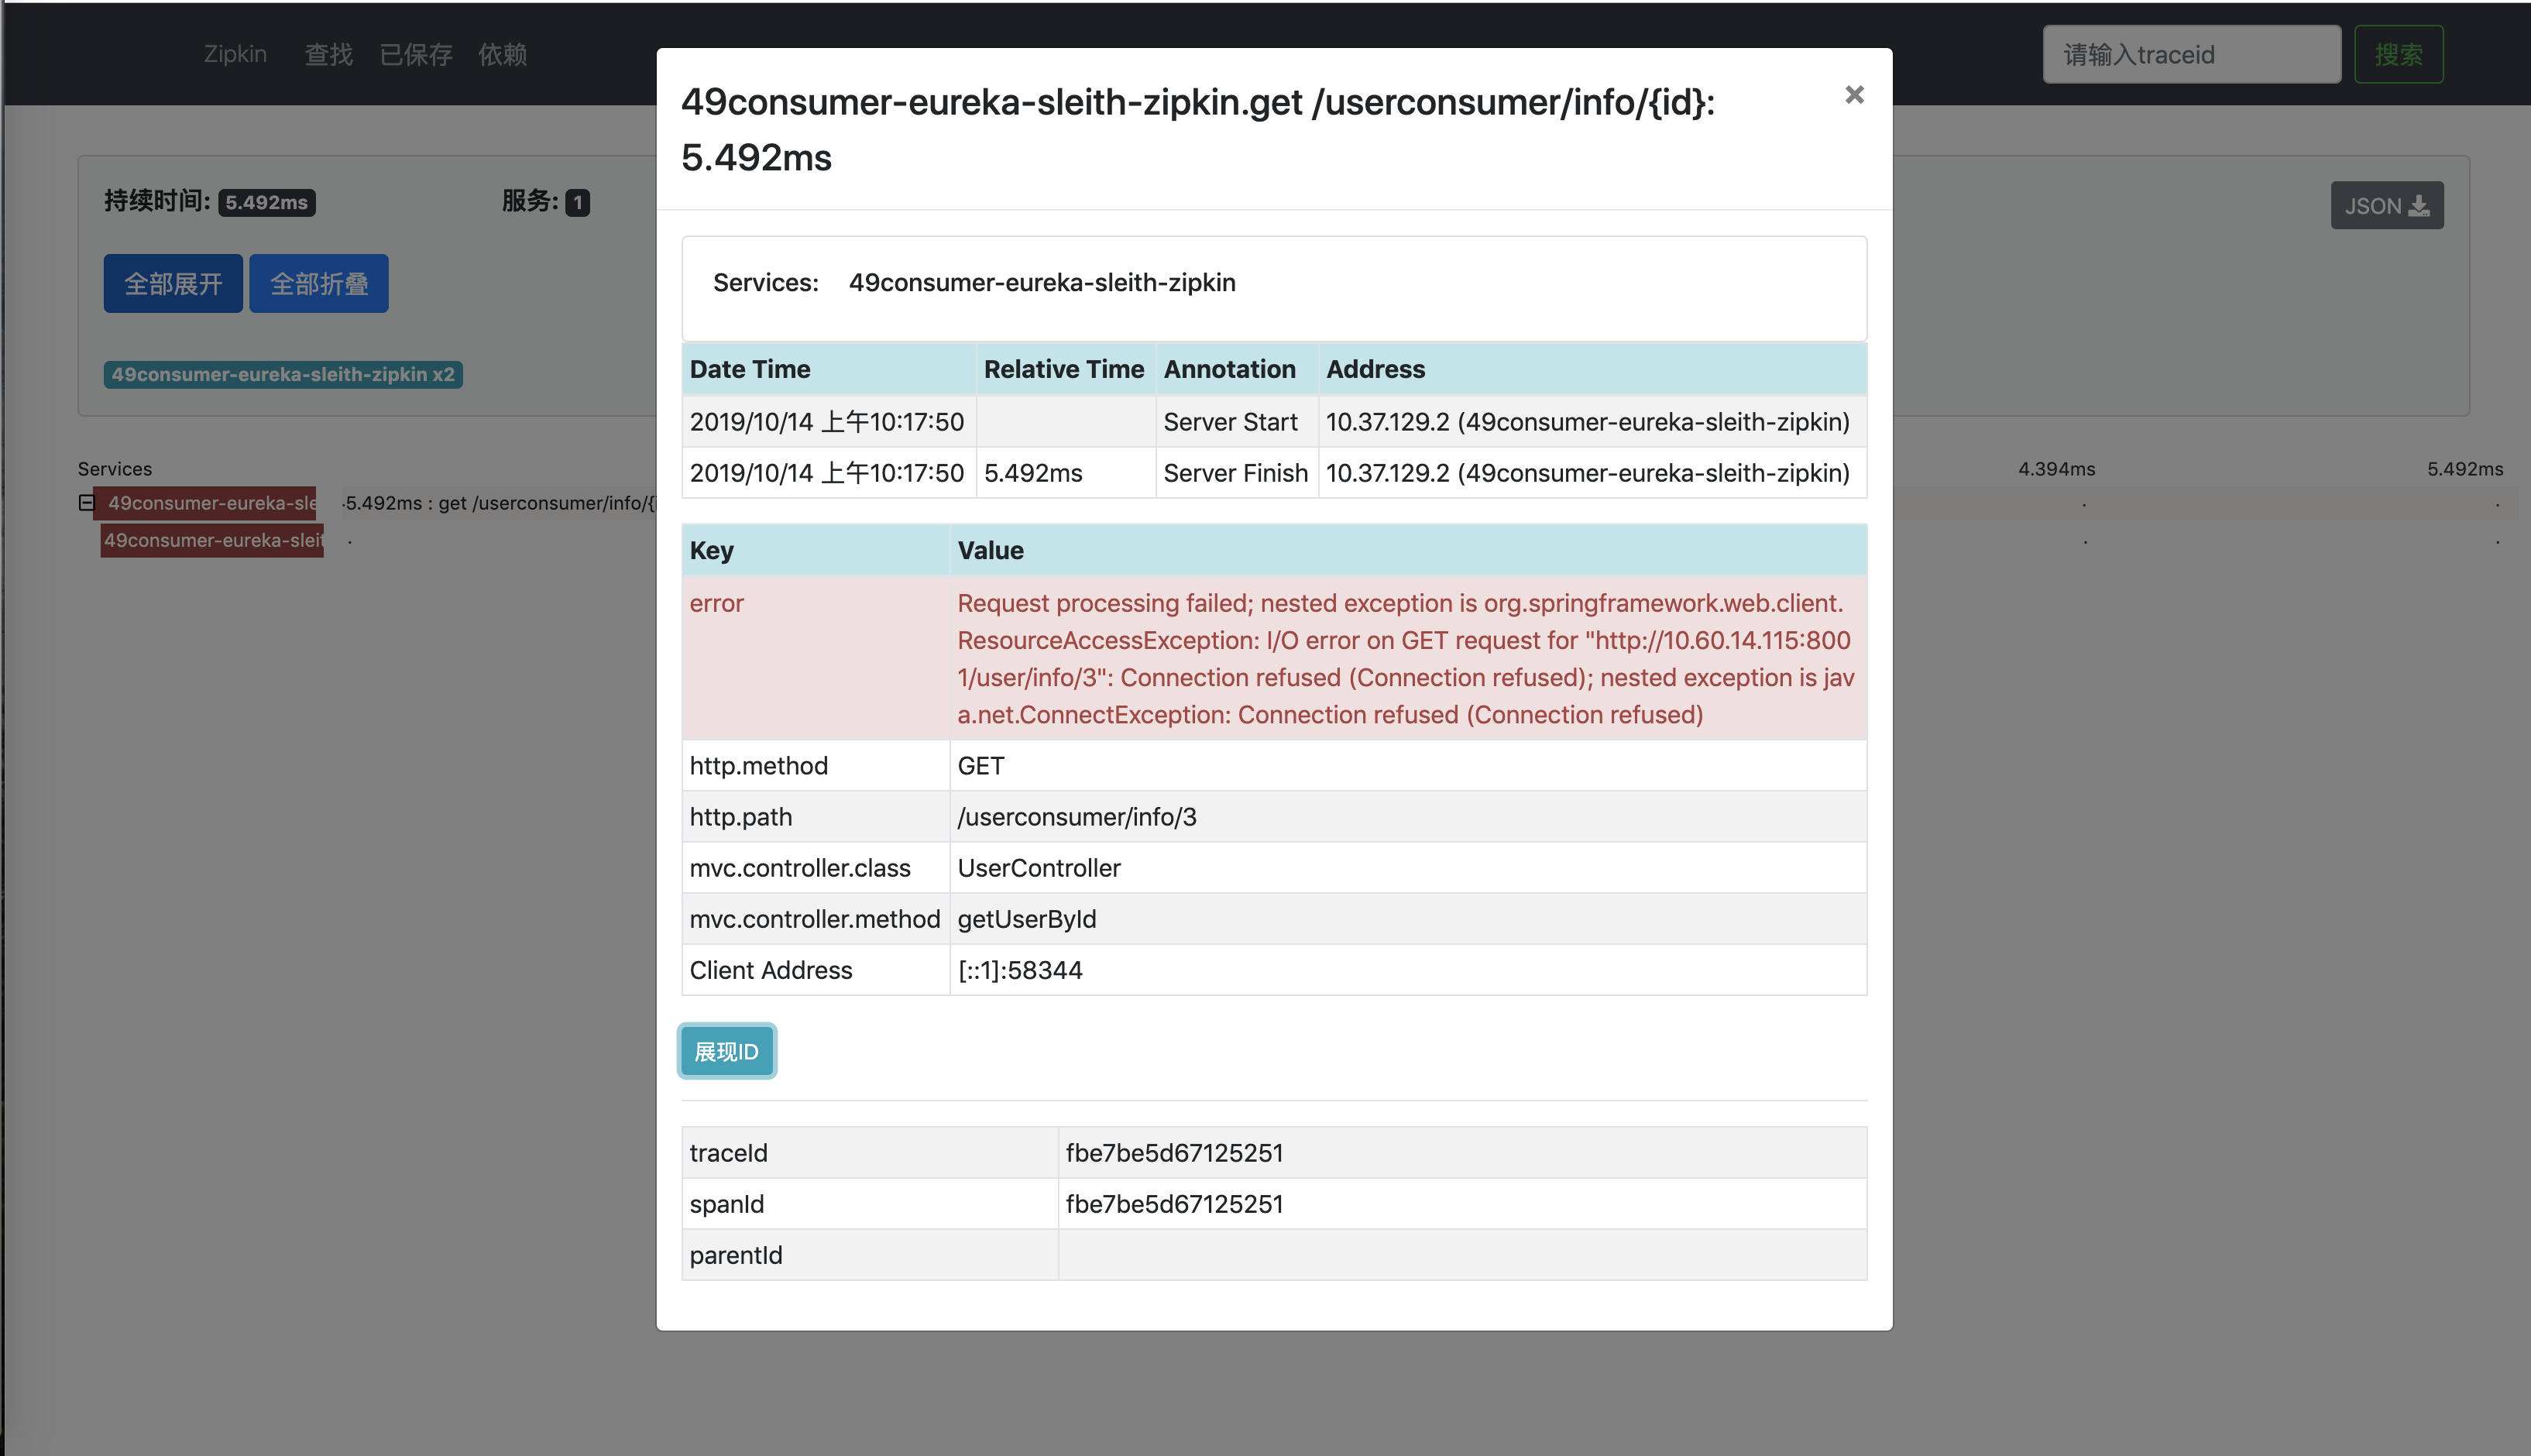 Zipkin 查找 已保存 依赖
请输入traceid 搜索
49consumer-eureka-sleith-zipkin.get /userconsumer/info/{id}:
5.492ms
×
持续时间: 5.492ms 服务: 1
JSON
全部展开 全部折叠
49consumer-eureka-sleith-zipkin x2
Services
4.394ms 5.492ms
49consumer-eureka-sle
5.492ms : get /userconsumer/info/{
49consumer-eureka-sleit
Services: 49consumer-eureka-sleith-zipkin
Date Time Relative Time Annotation Address
2019/10/14 上午10:17:50 Server Start 10.37.129.2 (49consumer-eureka-sleith-zipkin)
2019/10/14 上午10:17:50 5.492ms Server Finish 10.37.129.2 (49consumer-eureka-sleith-zipkin)
Key Value
error Request processing failed; nested exception is org.springframework.web.client.
ResourceAccessException: I/O error on GET request for "http://10.60.14.115:800
1/user/info/3": Connection refused (Connection refused); nested exception is jav
a.net.ConnectException: Connection refused (Connection refused)
http.method GET
http.path /userconsumer/info/3
mvc.controller.class UserController
mvc.controller.method getUserById
Client Address [::1]:58344
展现ID
traceId fbe7be5d67125251
spanId fbe7be5d67125251
parentId